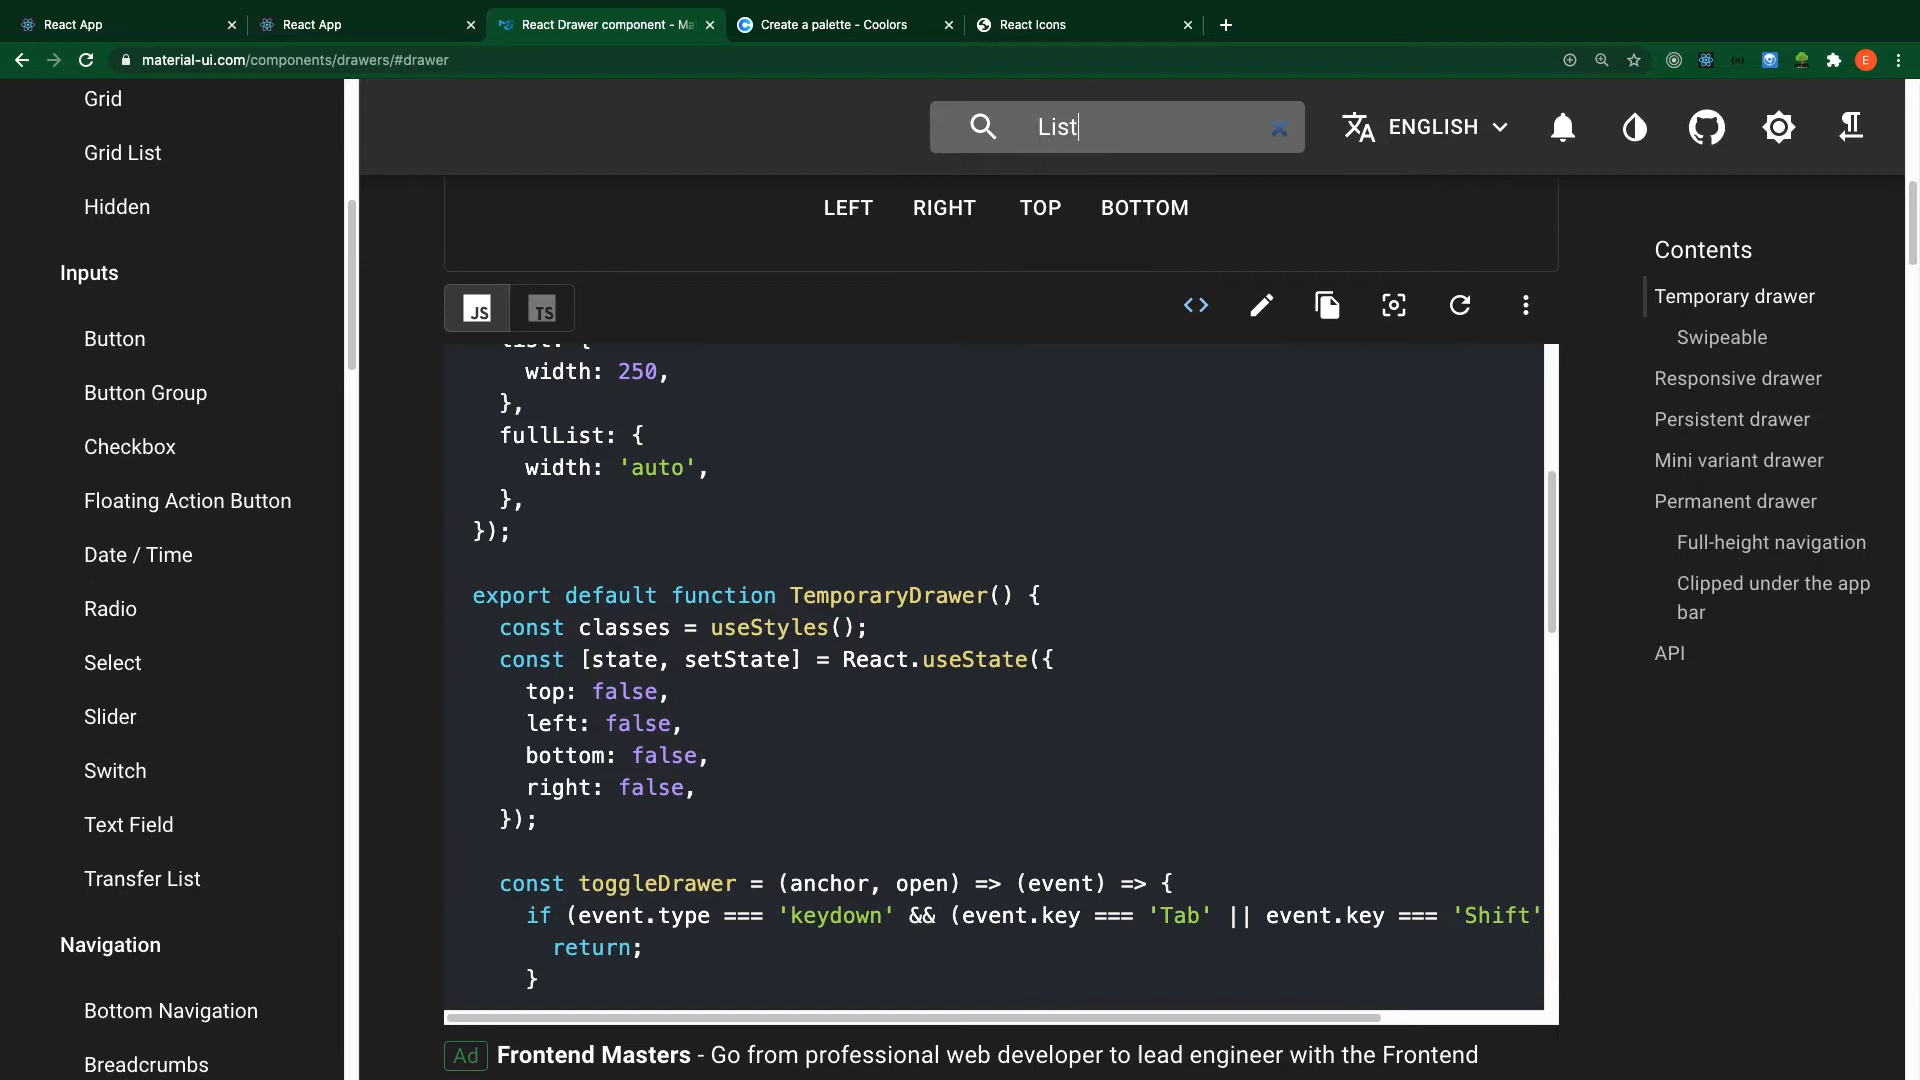 React App
React App
React Drawer component - Ma
Create a palette - Coolors
React Icons
material-ui.com/components/drawers/#drawer
E
Grid
Grid List
Hidden
Inputs
Button
Button Group
Checkbox
Floating Action Button
Date / Time
Radio
Select
Slider
Switch
Text Field
Transfer List
Navigation
Bottom Navigation
Breadcrumbs
List
ENGLISH
LEFT RIGHT TOP BOTTOM
JS TS
list: {
width: 250,
},
fullList: {
width: 'auto',
},
});
export default function TemporaryDrawer() {
const classes = useStyles();
const [state, setState] = React.useState({
top: false,
left: false,
bottom: false,
right: false,
});
const toggleDrawer = (anchor, open) => (event) => {
if (event.type === 'keydown' && (event.key === 'Tab' || event.key === 'Shift'
return;
}
Ad Frontend Masters - Go from professional web developer to lead engineer with the Frontend
Contents
Temporary drawer
Swipeable
Responsive drawer
Persistent drawer
Mini variant drawer
Permanent drawer
Full-height navigation
Clipped under the app
bar
API